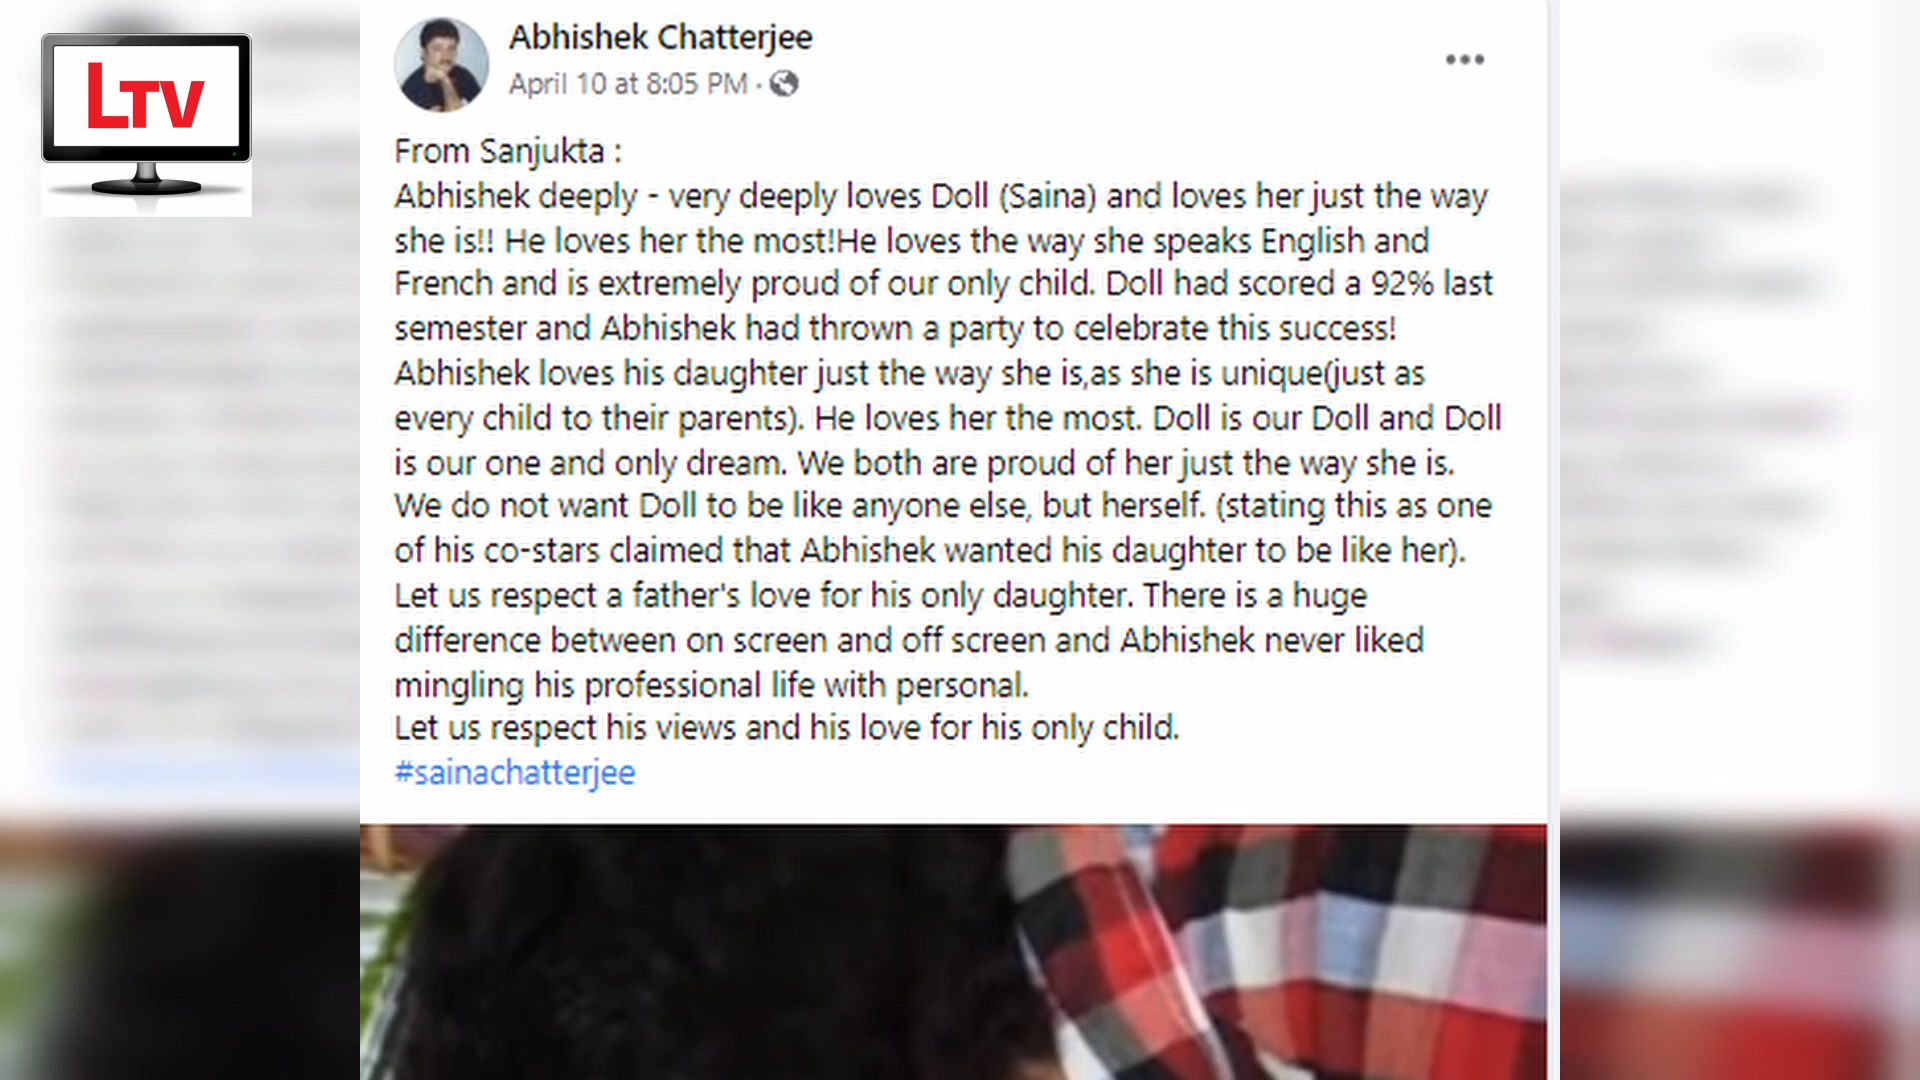 LTV
Abhishek Chatterjee
April 10 at 8:05 PM ·
From Sanjukta :
Abhishek deeply - very deeply loves Doll (Saina) and loves her just the way
she is!! He loves her the most!He loves the way she speaks English and
French and is extremely proud of our only child. Doll had scored a 92% last
semester and Abhishek had thrown a party to celebrate this success!
Abhishek loves his daughter just the way she is,as she is unique(just as
every child to their parents). He loves her the most. Doll is our Doll and Doll
is our one and only dream. We both are proud of her just the way she is.
We do not want Doll to be like anyone else, but herself. (stating this as one
of his co-stars claimed that Abhishek wanted his daughter to be like her).
Let us respect a father's love for his only daughter. There is a huge
difference between on screen and off screen and Abhishek never liked
mingling his professional life with personal.
Let us respect his views and his love for his only child.
#sainachatterjee